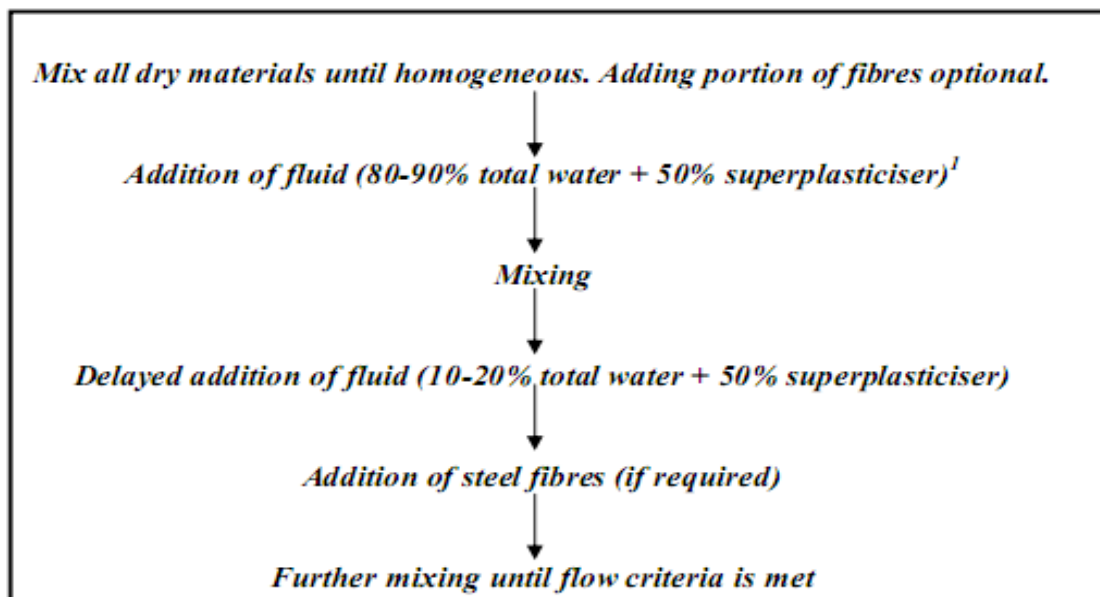 Mix all dry materials until homogeneous. Adding portion of fibres optional.
Addition of fluid (80-90% total water + 50% superplasticiser)¹
Mixing
Delayed addition of fluid (10-20% total water + 50% superplasticiser)
Addition of steel fibres (if required)
Further mixing until flow criteria is met